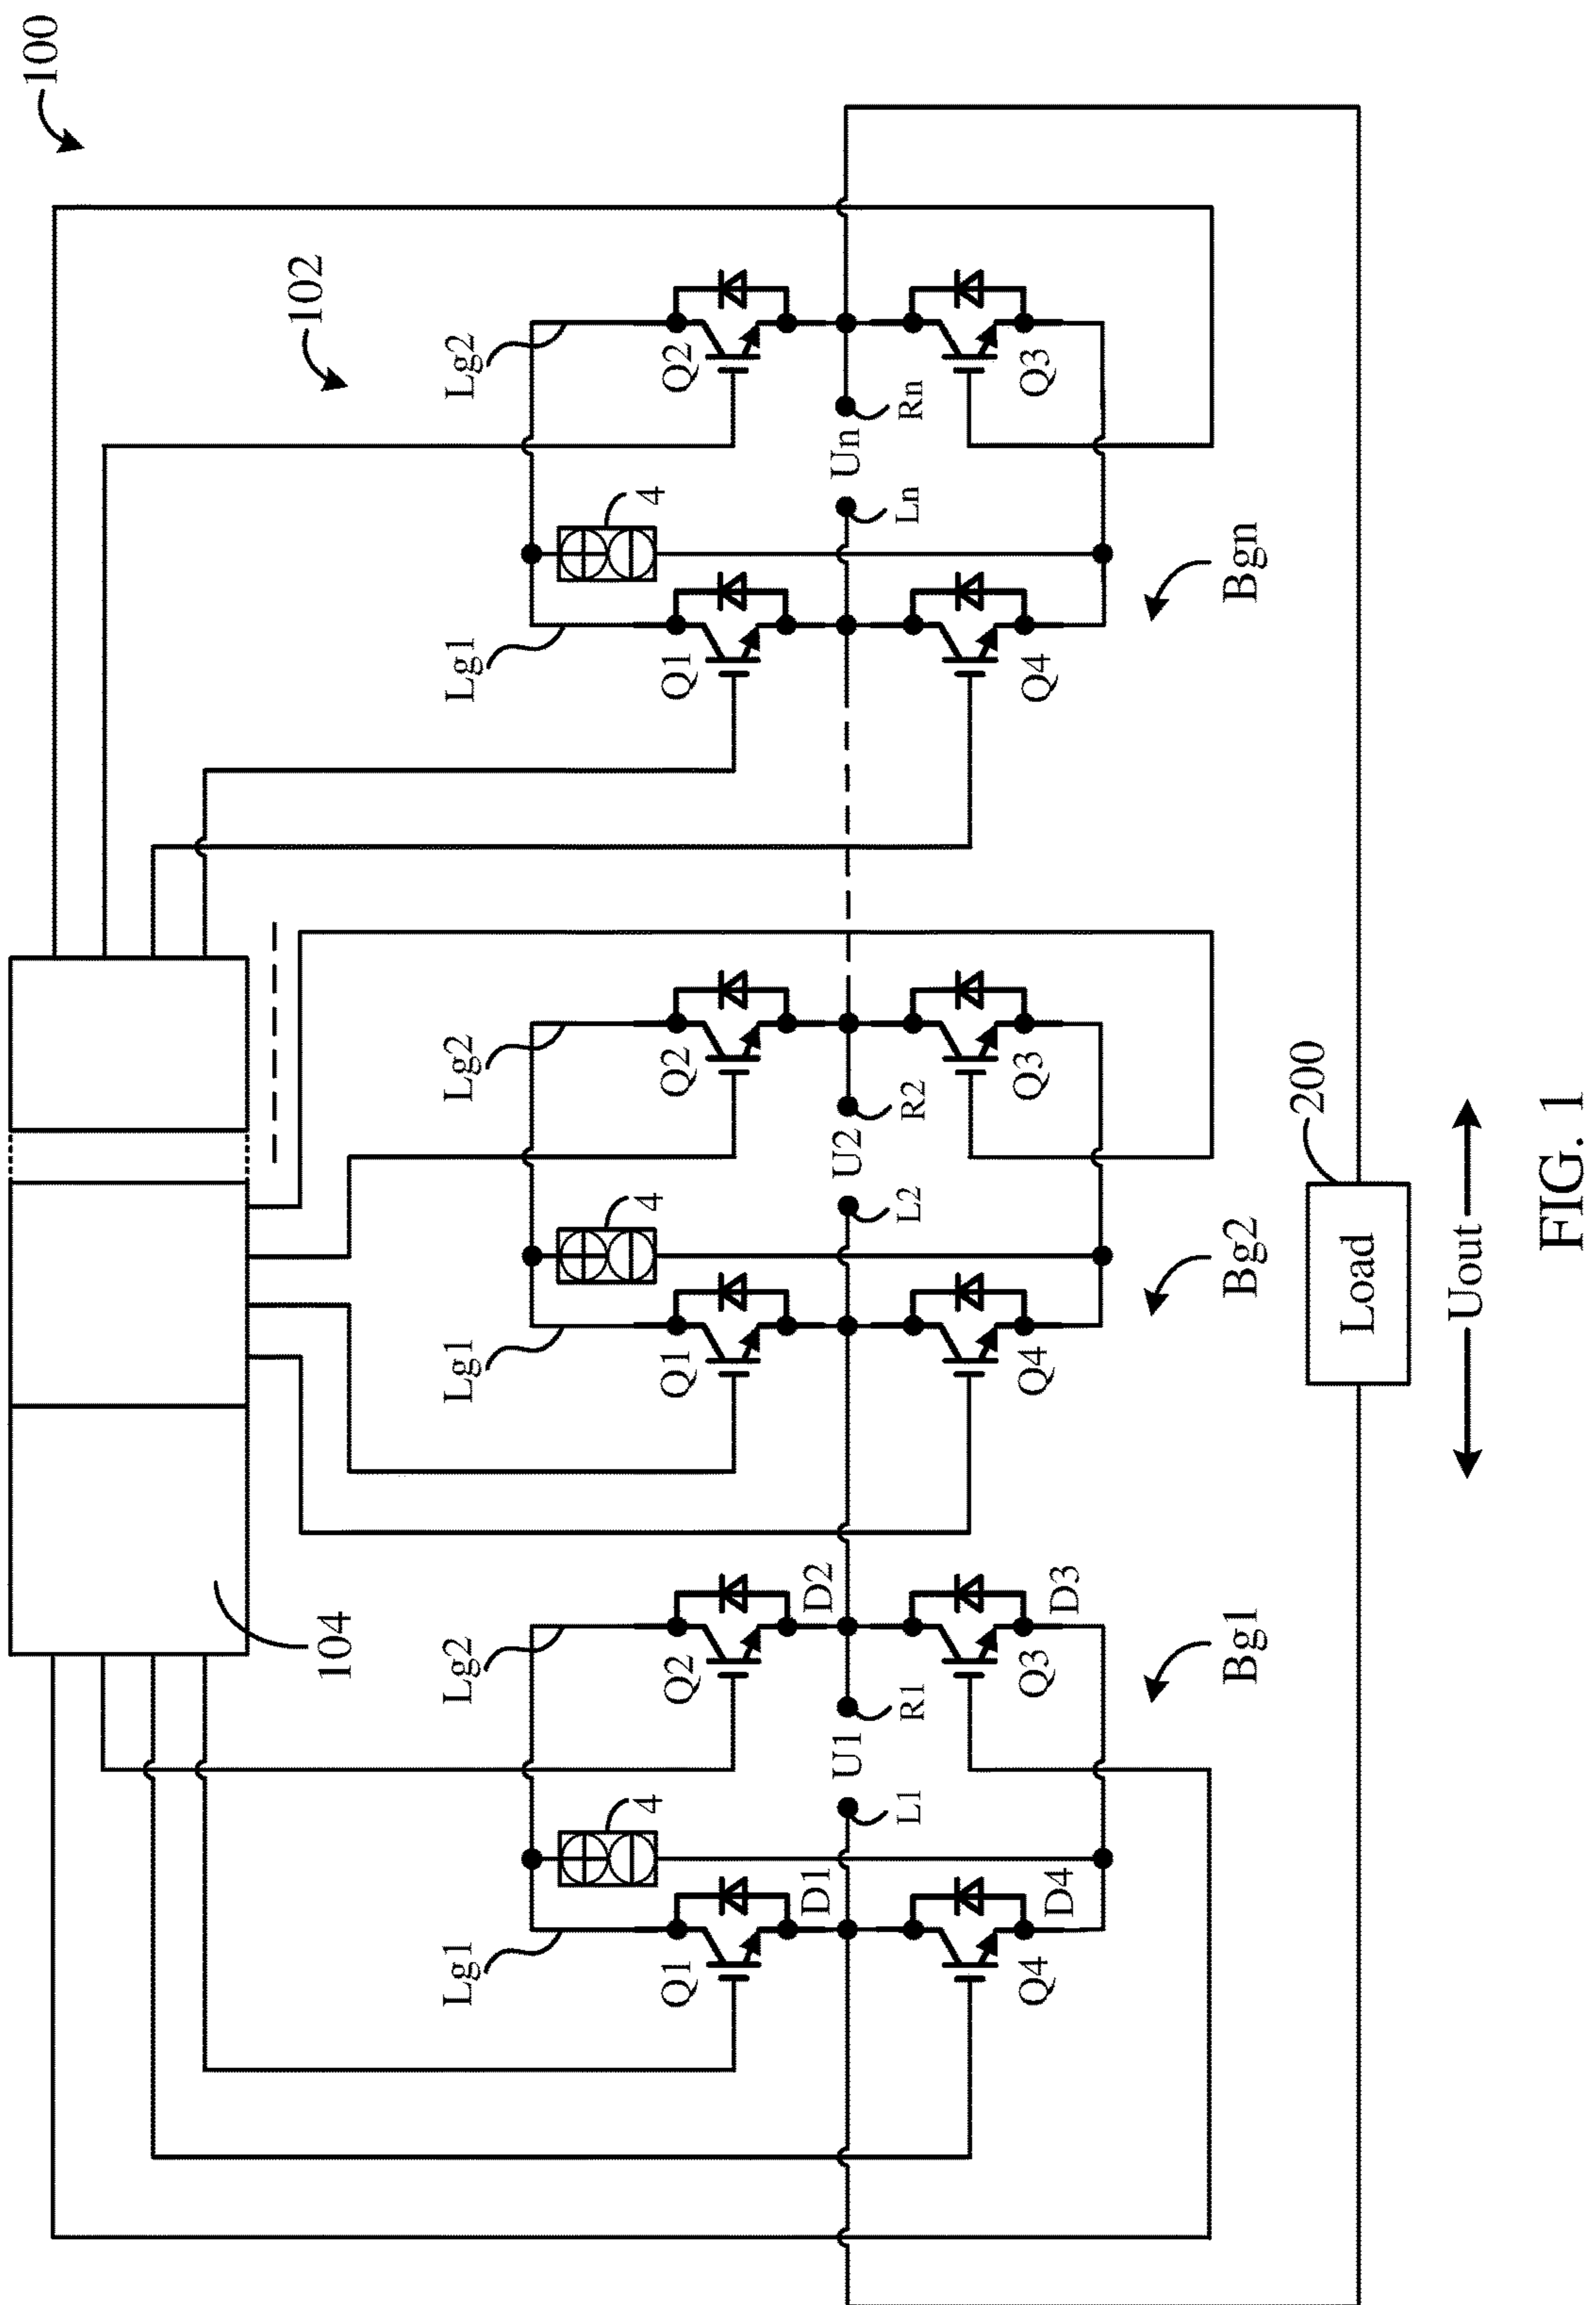 100
102
104
Lg1
Lg2
Lg1
Lg2
Lg1
Lg2
4
4
4
Q1
Q2
Q1
Q2
Q1
Q2
D1
D2
U1
U2
Un
L1
R1
L2
R2
Ln
Rn
Q4
Q3
Q4
Q3
Q4
Q3
D4
D3
Bg1
Bg2
Bgn
200
Load
Uout
FIG. 1